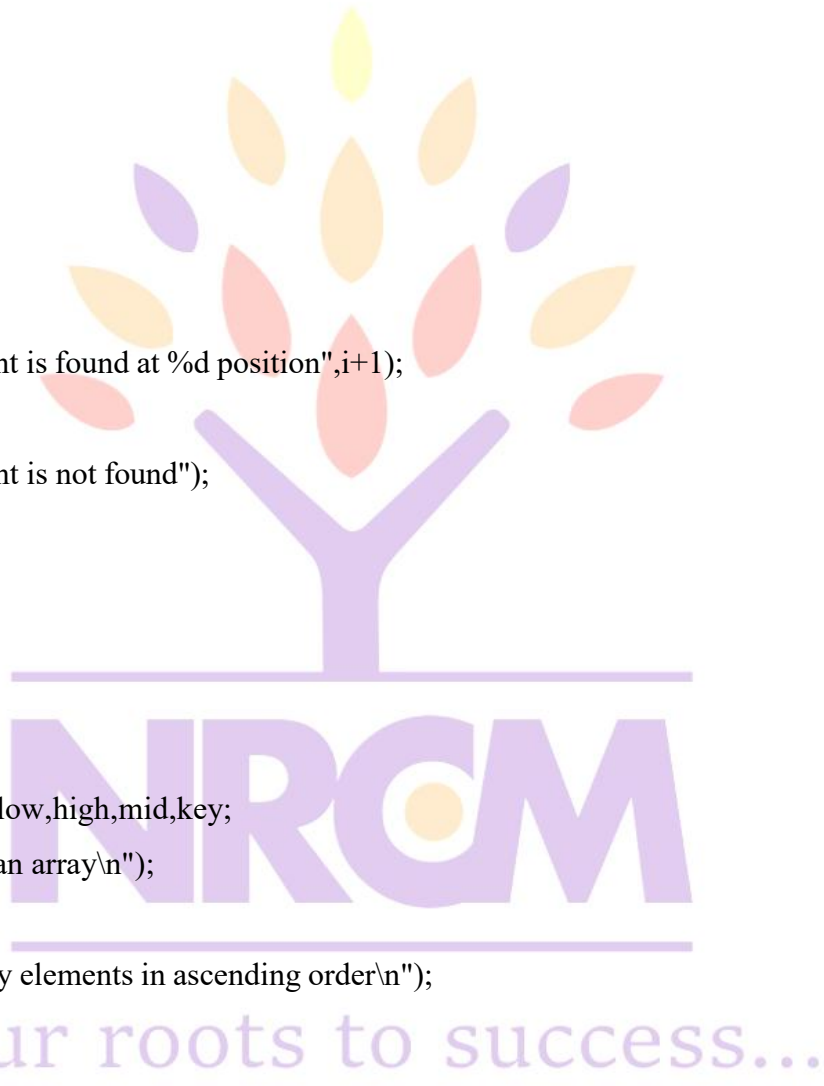 nt is found at %d position",i+1);
nt is not found");
low,high,mid,key;
an array\n");
y elements in ascending order\n");
NRCM
ur roots to success...